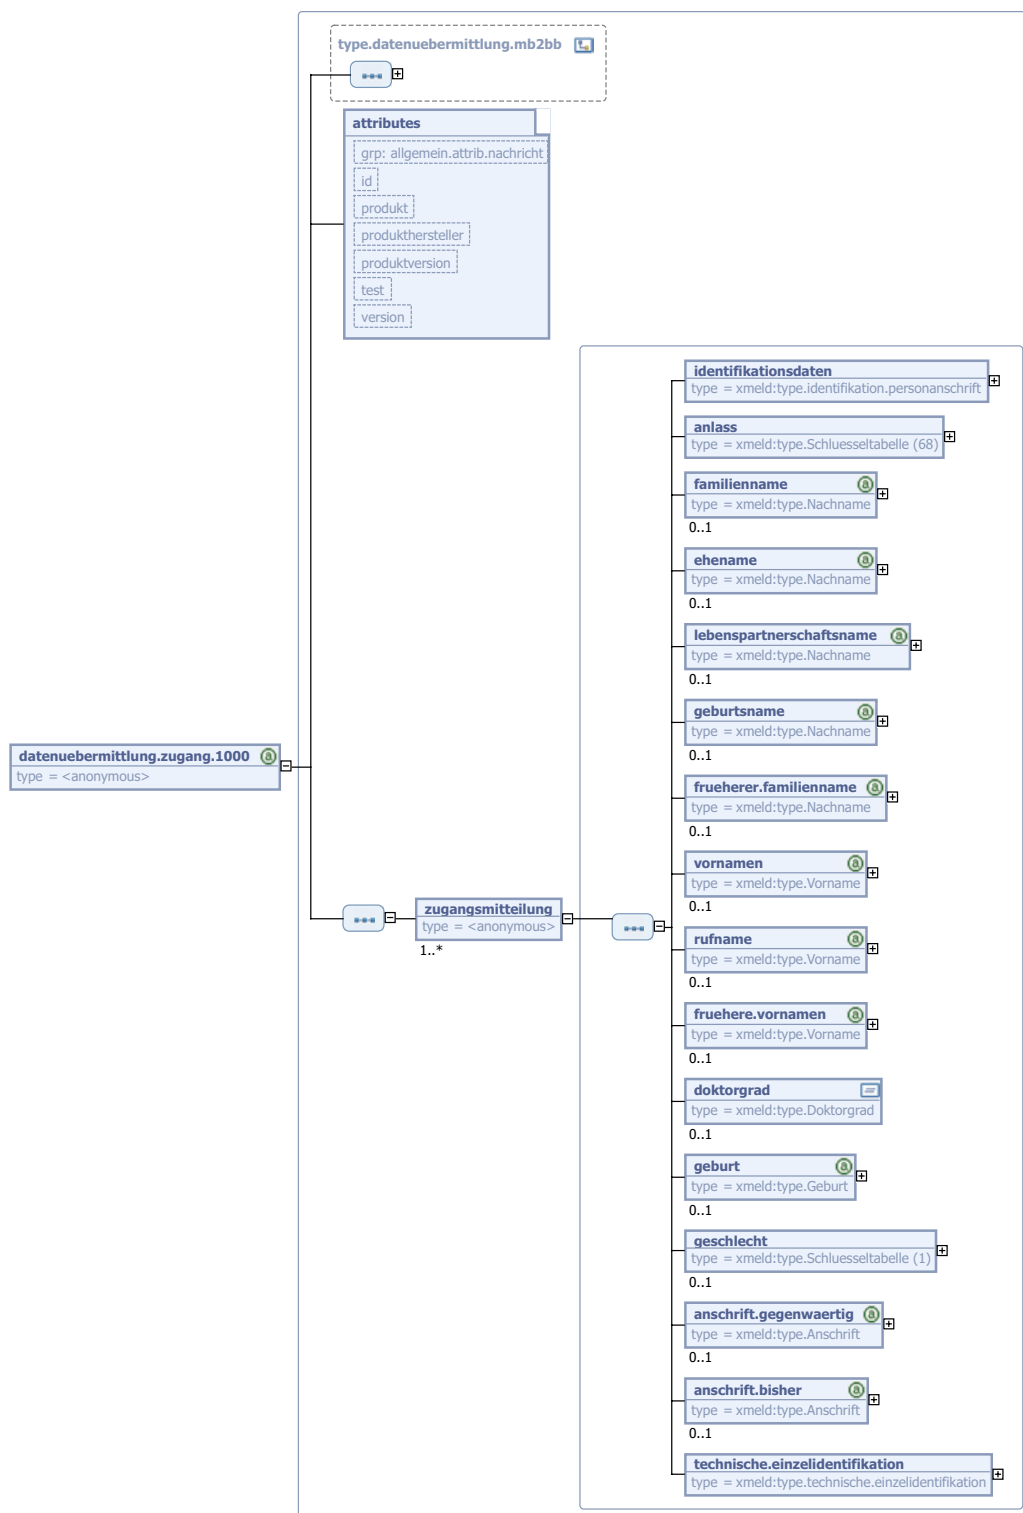 type.datenuebermittlung.mb2bb
attributes
grp: allgemein.attrib.nachricht
id
produkt
produkthersteller
produktversion
test
version
identifikationsdaten
type = xmeld:type.identifikation.personanschrift
anlass
type = xmeld:type.Schluesseltabelle (68)
familienname
type = xmeld:type.Nachname
0..1
ehename
type = xmeld:type.Nachname
0..1
lebenspartnerschaftsname
type = xmeld:type.Nachname
0..1
geburtsname
type = xmeld:type.Nachname
0..1
datenuebermittlung.zugang.1000
type = <anonymous>
frueherer.familienname
type = xmeld:type.Nachname
0..1
vornamen
type = xmeld:type.Vorname
0..1
zugangsmitteilung
type = <anonymous>
1..*
rufname
type = xmeld:type.Vorname
0..1
fruehere.vornamen
type = xmeld:type.Vorname
0..1
doktorgrad
type = xmeld:type.Doktorgrad
0..1
geburt
type = xmeld:type.Geburt
0..1
geschlecht
type = xmeld:type.Schluesseltabelle (1)
0..1
anschrift.gegenwaertig
type = xmeld:type.Anschrift
0..1
anschrift.bisher
type = xmeld:type.Anschrift
0..1
technische.einzelidentifikation
type = xmeld:type.technische.einzelidentifikation